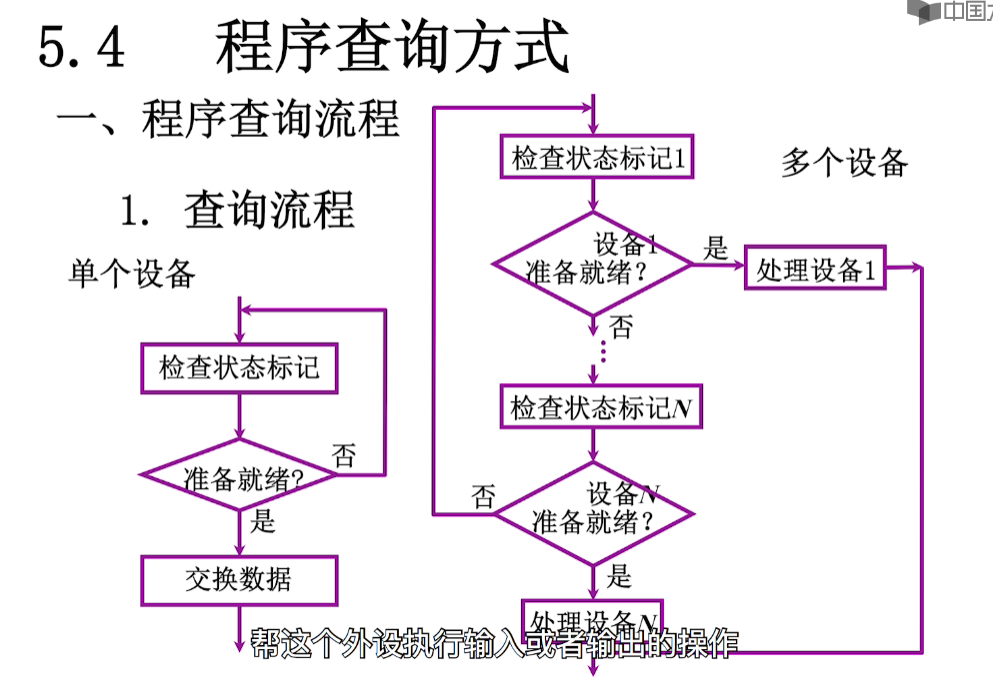 中国
5.4 程序查询方式
一、程序查询流程
1. 查询流程
单个设备
检查状态标记
准备就绪?
否
是
交换数据
多个设备
检查状态标记1
设备1
准备就绪?
是
处理设备1
否
检查状态标记N
设备N
准备就绪?
否
是
处理设备N
帮这个外设执行输入或者输出的操作